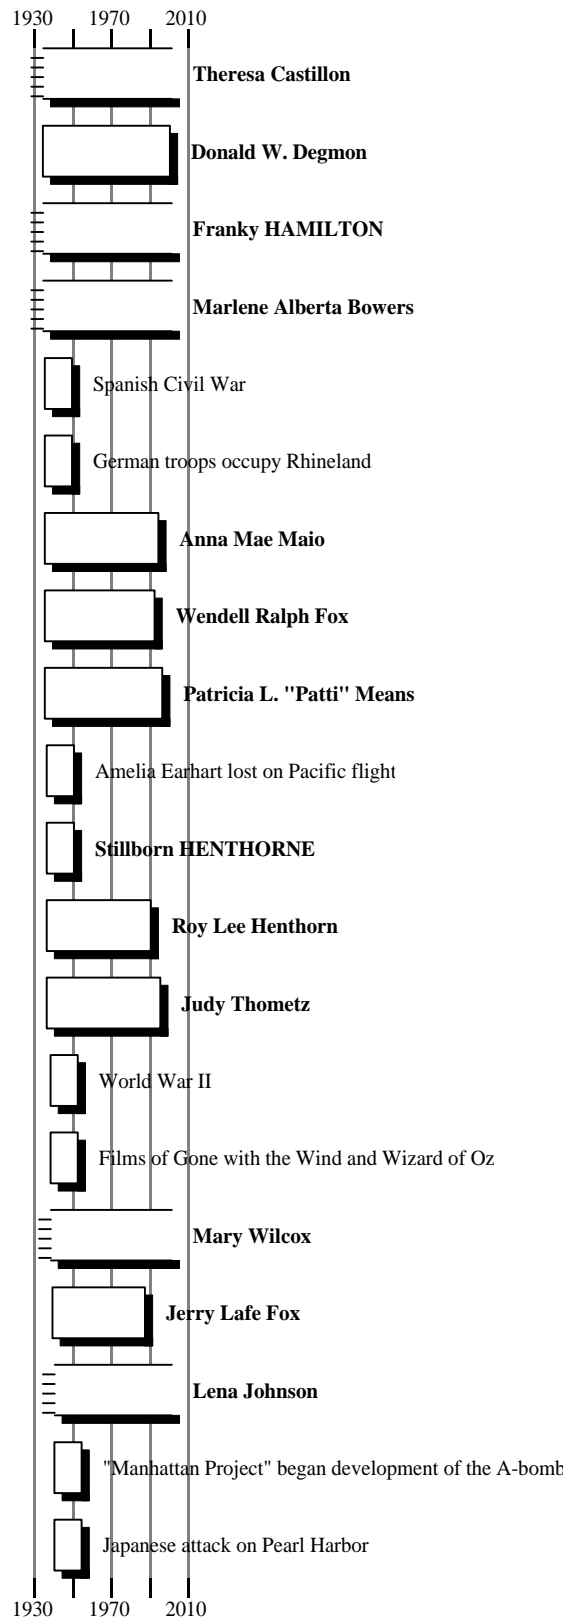 1930 1970 2010
Theresa Castillon
Donald W. Degmon
Franky HAMILTON
Marlene Alberta Bowers
Spanish Civil War
German troops occupy Rhineland
Anna Mae Maio
Wendell Ralph Fox
Patricia L. "Patti" Means
Amelia Earhart lost on Pacific flight
Stillborn HENTHORNE
Roy Lee Henthorn
Judy Thometz
World War II
Films of Gone with the Wind and Wizard of Oz
Mary Wilcox
Jerry Lafe Fox
Lena Johnson
"Manhattan Project" began development of the A-bomb
Japanese attack on Pearl Harbor
1930 1970 2010